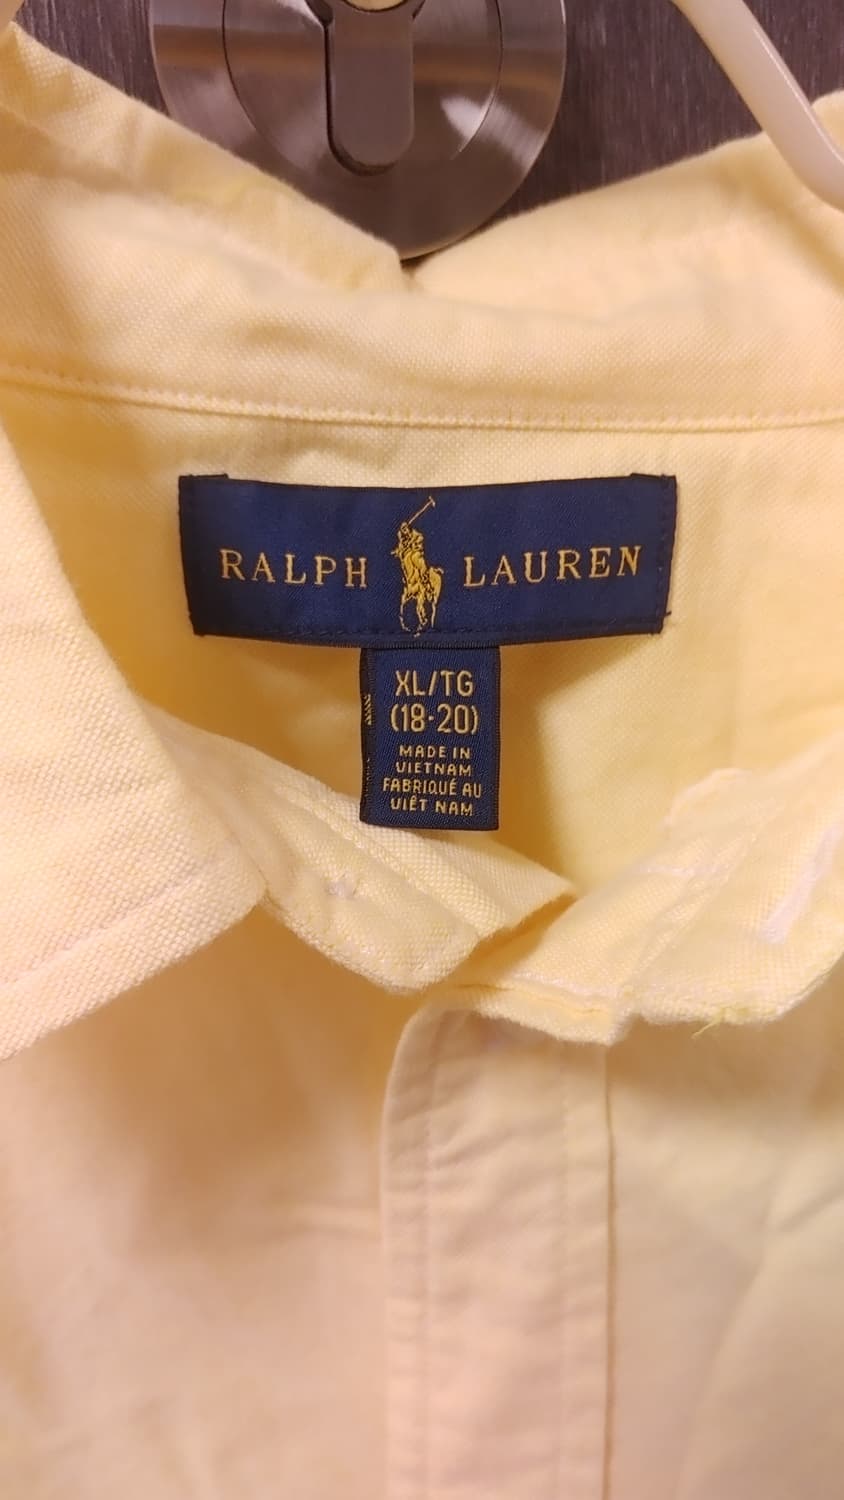 RALPH LAUREN
XL/TG
(18-20)
MADE IN
VIETNAM
FABRIQUÉ AU
VIÊT NAM